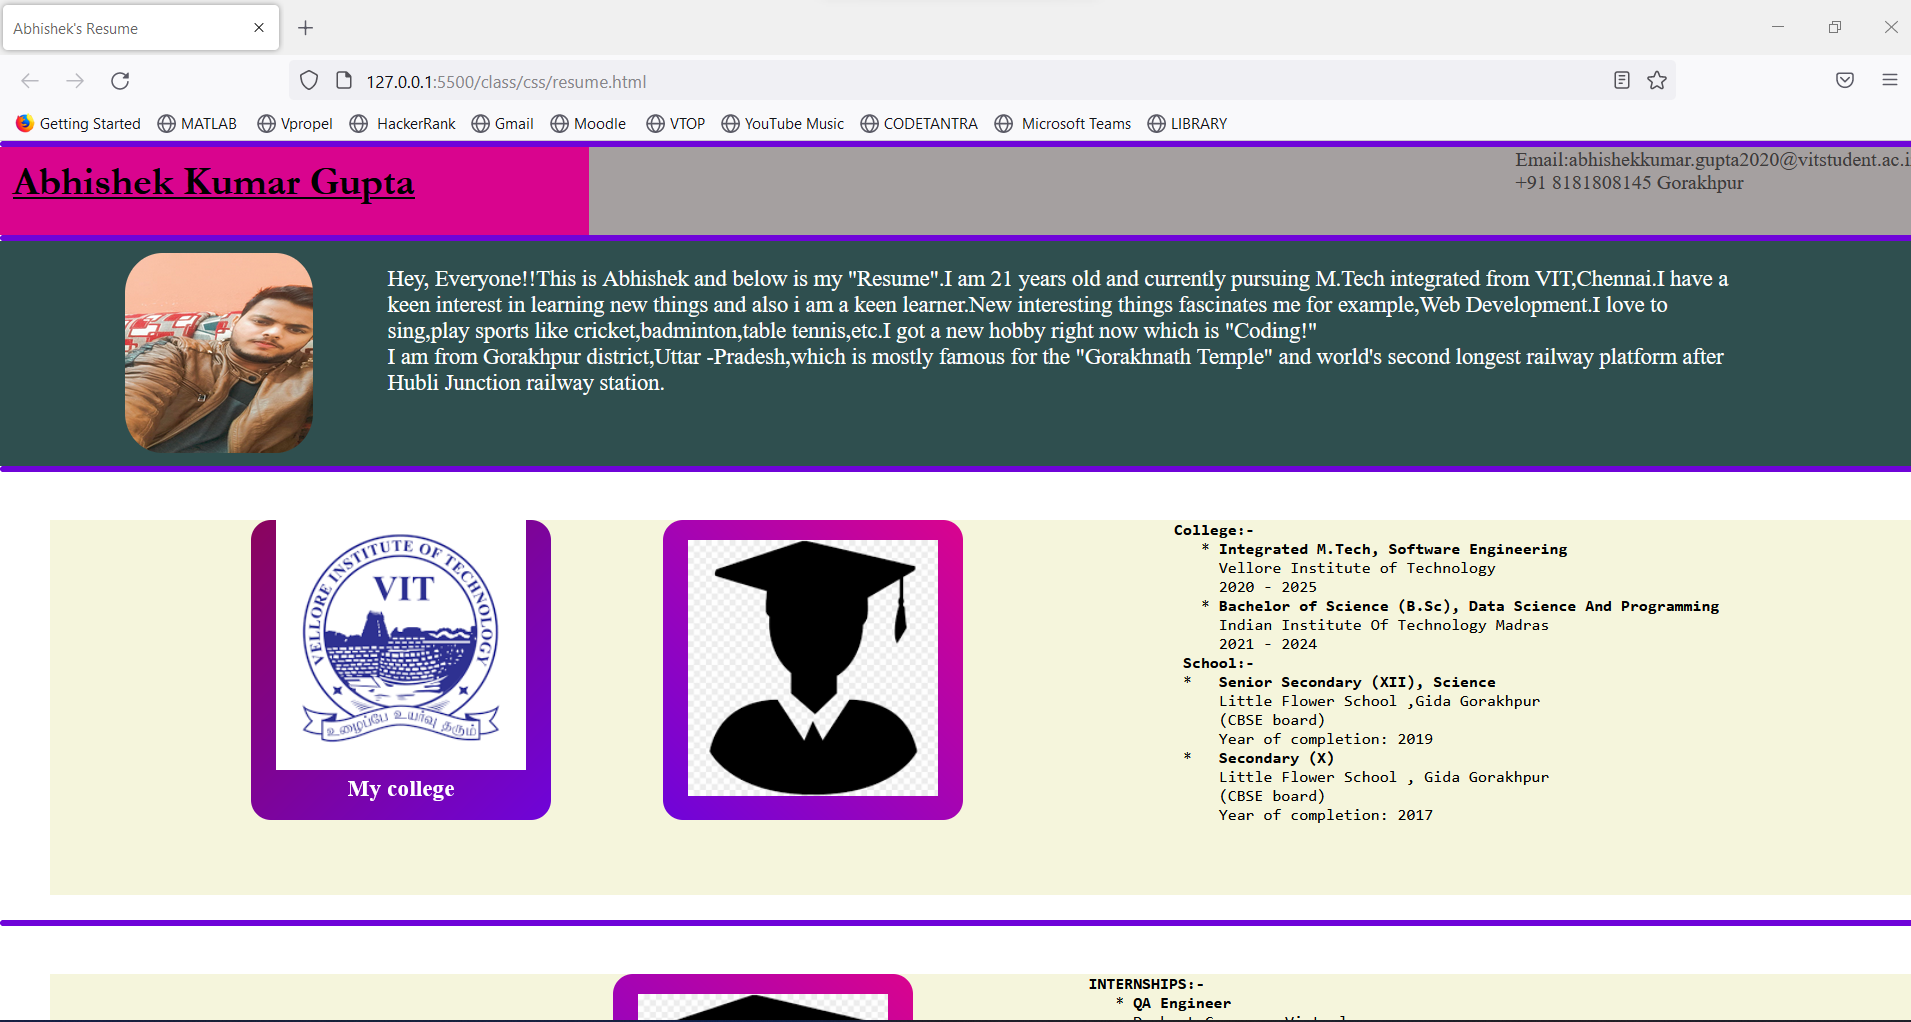 Abhishek's Resume
127.0.0.1:5500/class/css/resume.html
Getting Started MATLAB Vpropel HackerRank Gmail Moodle VTOP YouTube Music CODETANTRA Microsoft Teams LIBRARY
Abhishek Kumar Gupta
Email:abhishekkumar.gupta2020@vitstudent.ac.i
+91 8181808145 Gorakhpur
Hey, Everyone!!This is Abhishek and below is my "Resume".I am 21 years old and currently pursuing M.Tech integrated from VIT,Chennai.I have a
keen interest in learning new things and also i am a keen learner.New interesting things fascinates me for example,Web Development.I love to
sing,play sports like cricket,badminton,table tennis,etc.I got a new hobby right now which is "Coding!"
I am from Gorakhpur district,Uttar -Pradesh,which is mostly famous for the "Gorakhnath Temple" and world's second longest railway platform after
Hubli Junction railway station.
VELLORE INSTITUTE OF TECHNOLOGY
VIT
உழைப்பே உயர்வு தரும்
My college
College:-
* Integrated M.Tech, Software Engineering
Vellore Institute of Technology
2020 - 2025
* Bachelor of Science (B.Sc), Data Science And Programming
Indian Institute Of Technology Madras
2021 - 2024
School:-
* Senior Secondary (XII), Science
Little Flower School ,Gida Gorakhpur
(CBSE board)
Year of completion: 2019
* Secondary (X)
Little Flower School , Gida Gorakhpur
(CBSE board)
Year of completion: 2017
INTERNSHIPS:-
* QA Engineer